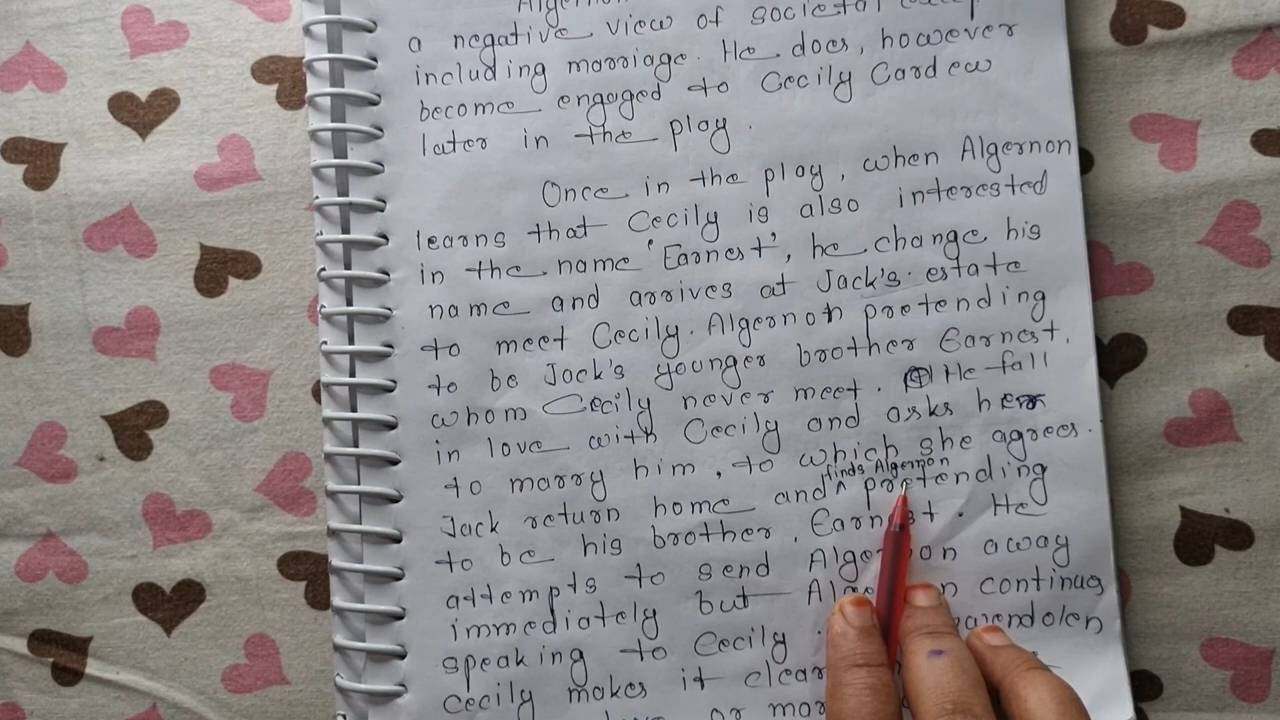 a negative view of societal
including marriage. He does, however
become engaged to Cecily Cardew
later in the play.
Once in the play, when Algernon
learns that Cecily is also interested
in the name 'Earnest', he change his
name and arrives at Jack's estate
to meet Cecily. Algernon pretending
to be Jack's younger brother Earnest.
whom Cecily never meet. He fall
in love with Cecily and asks her
to marry him, to which she agrees.
finds Algernon
Jack return home and ^ pretending
to be his brother, Earnest. He
attempts to send Algernon away
immediately but continues
speaking to Cecily.
Cecily makes it clear
or